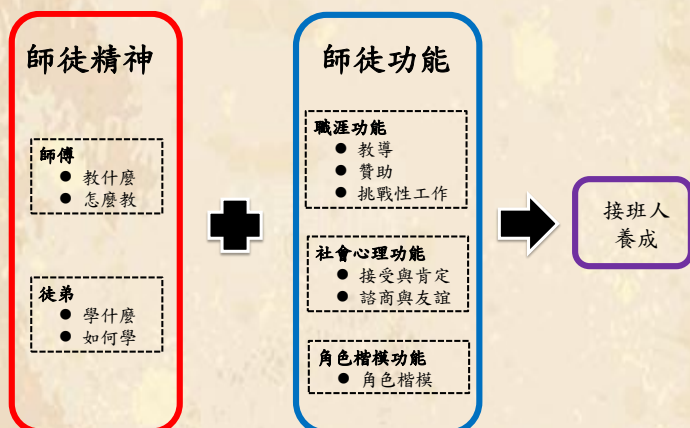 師徒精神
師傅
● 教什麼
● 怎麼教
徒弟
● 學什麼
● 如何學
師徒功能
職涯功能
● 教導
● 贊助
● 挑戰性工作
社會心理功能
● 接受與肯定
● 諮商與友誼
角色楷模功能
● 角色楷模
接班人
養成